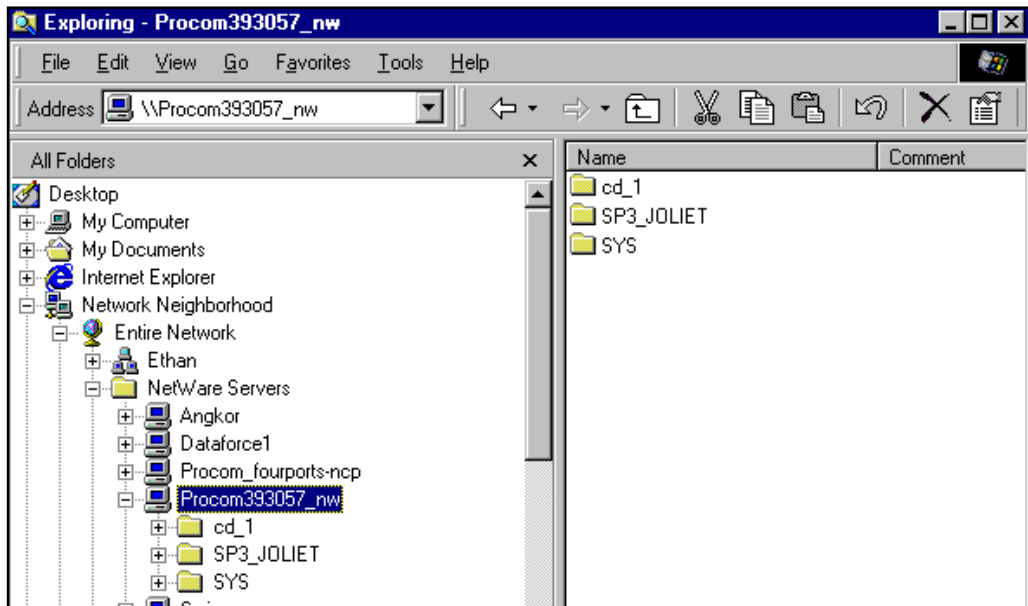 Exploring - Procom393057_nw
File Edit View Go Favorites Tools Help
Address \\Procom393057_nw
All Folders
Desktop
My Computer
My Documents
Internet Explorer
Network Neighborhood
Entire Network
Ethan
NetWare Servers
Angkor
Dataforce1
Procom_fourports-ncp
Procom393057_nw
cd_1
SP3_JOLIET
SYS
Name Comment
cd_1
SP3_JOLIET
SYS